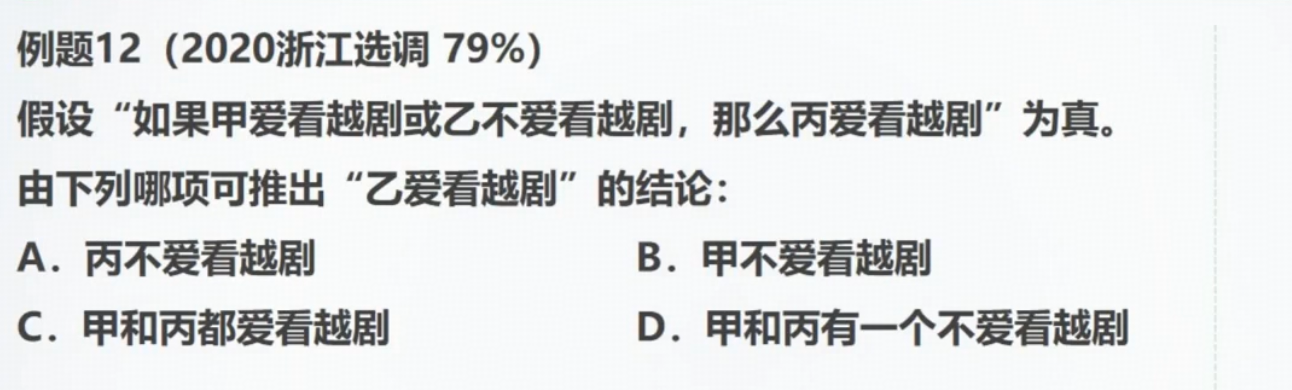 例题12（2020浙江选调 79%）
假设“如果甲爱看越剧或乙不爱看越剧，那么丙爱看越剧”为真。
由下列哪项可推出“乙爱看越剧”的结论：
A．丙不爱看越剧 B．甲不爱看越剧
C．甲和丙都爱看越剧 D．甲和丙有一个不爱看越剧